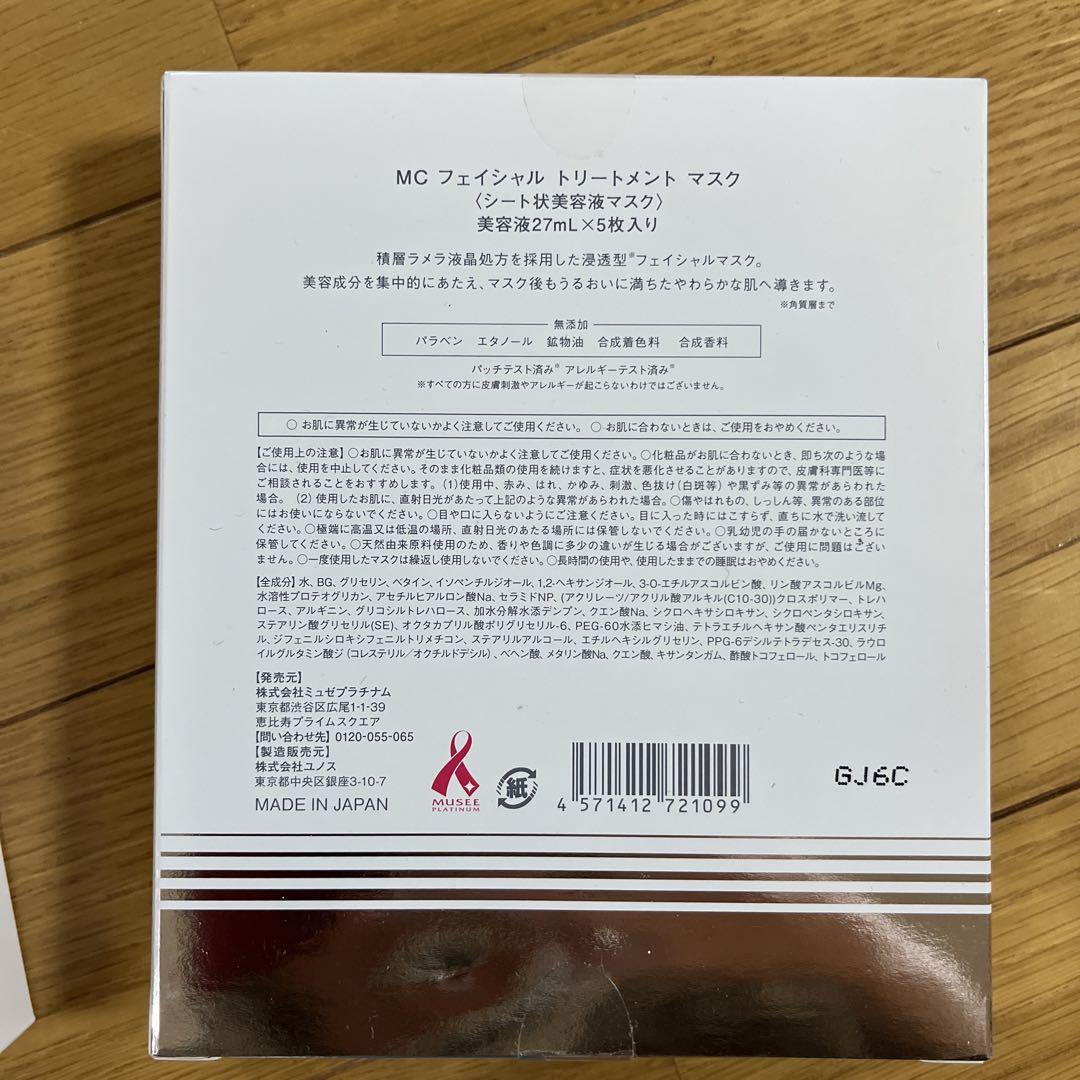 MC フェイシャル トリートメント マスク
〈シート状美容液マスク〉
美容液27mL×5枚入り
積層ラメラ液晶処方を採用した浸透型※フェイシャルマスク。
美容成分を集中的にあたえ、マスク後もうるおいに満ちたやわらかな肌へ導きます。
※角質層まで
無添加
パラベン エタノール 鉱物油 合成着色料 合成香料
パッチテスト済み※ アレルギーテスト済み※
※すべての方に皮膚刺激やアレルギーが起こらないわけではございません。
○ お肌に異常が生じていないかよく注意してご使用ください。 ○ お肌に合わないときは、ご使用をおやめください。
【ご使用上の注意】○お肌に異常が生じていないかよく注意してご使用ください。○化粧品がお肌に合わないとき、即ち次のような場
合には、使用を中止してください。そのまま化粧品類の使用を続けますと、症状を悪化させることがありますので、皮膚科専門医等にご
相談されることをおすすめします。(1)使用中、赤み、はれ、かゆみ、刺激、色抜け(白斑等)や黒ずみ等の異常があらわれた
場合。(2) 使用したお肌に、直射日光があたって上記のような異常があらわれた場合。○傷やはれもの、しっしん等、異常のある部位
にはお使いにならないでください。○目や口に入らないようにご注意ください。目に入った時にはこすらず、直ちに水で洗い流して
ください。○極端に高温又は低温の場所、直射日光のあたる場所には保管しないでください。○乳幼児の手の届かないところに
保管してください。○天然由来原料使用のため、香りや色調に多少の違いが生じる場合がございますが、ご使用に問題はござい
ません。○一度使用したマスクは繰返し使用しないでください。○長時間の使用や、使用したままでの睡眠はおやめください。
【全成分】水、BG、グリセリン、ベタイン、イソペンチルジオール、1,2-ヘキサンジオール、3-O-エチルアスコルビン酸、リン酸アスコルビルMg、
水溶性プロテオグリカン、アセチルヒアルロン酸Na、セラミドNP、(アクリレーツ/アクリル酸アルキル(C10-30))クロスポリマー、トレハ
ロース、アルギニン、グリコシルトレハロース、加水分解水添デンプン、クエン酸Na、シクロヘキサシロキサン、シクロペンタシロキサン、
ステアリン酸グリセリル(SE)、オクタカプリル酸ポリグリセリル-6、PEG-60水添ヒマシ油、テトラエチルヘキサン酸ペンタエリスリチ
ル、ジフェニルシロキシフェニルトリメチコン、ステアリルアルコール、エチルヘキシルグリセリン、PPG-6デシルテトラデセス-30、ラウロ
イルグルタミン酸ジ(コレステリル/オクチルドデシル)、ベヘン酸、メタリン酸Na、クエン酸、キサンタンガム、酢酸トコフェロール、トコフェロール
【発売元】
株式会社ミュゼプラチナム
東京都渋谷区広尾1-1-39
恵比寿プライムスクエア
【問い合わせ先】0120-055-065
【製造販売元】
株式会社ユノス
東京都中央区銀座3-10-7
MADE IN JAPAN
MUSEE
PLATINUM
紙
4 571412 721099
GJ6C